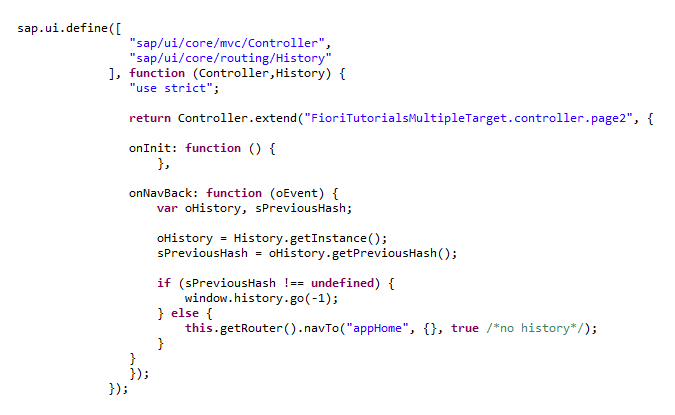 sap.ui.define([
"sap/ui/core/mvc/Controller",
"sap/ui/core/routing/History"
], function (Controller,History) {
"use strict";
return Controller.extend("FioriTutorialsMultipleTarget.controller.page2", {
onInit: function () {
},
onNavBack: function (oEvent) {
var oHistory, sPreviousHash;
oHistory = History.getInstance();
sPreviousHash = oHistory.getPreviousHash();
if (sPreviousHash !== undefined) {
window.history.go(-1);
} else {
this.getRouter().navTo("appHome", {}, true /*no history*/);
}
}
});
});